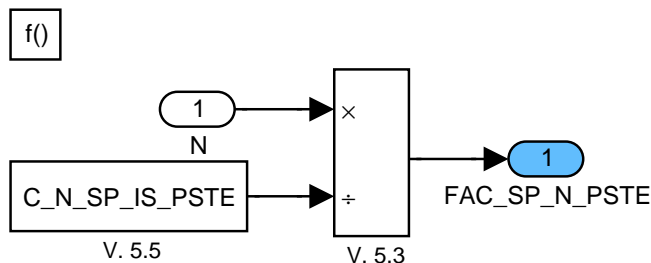 f()
1
×
N
C_N_SP_IS_PSTE
÷
1
FAC_SP_N_PSTE
V. 5.5
V. 5.3